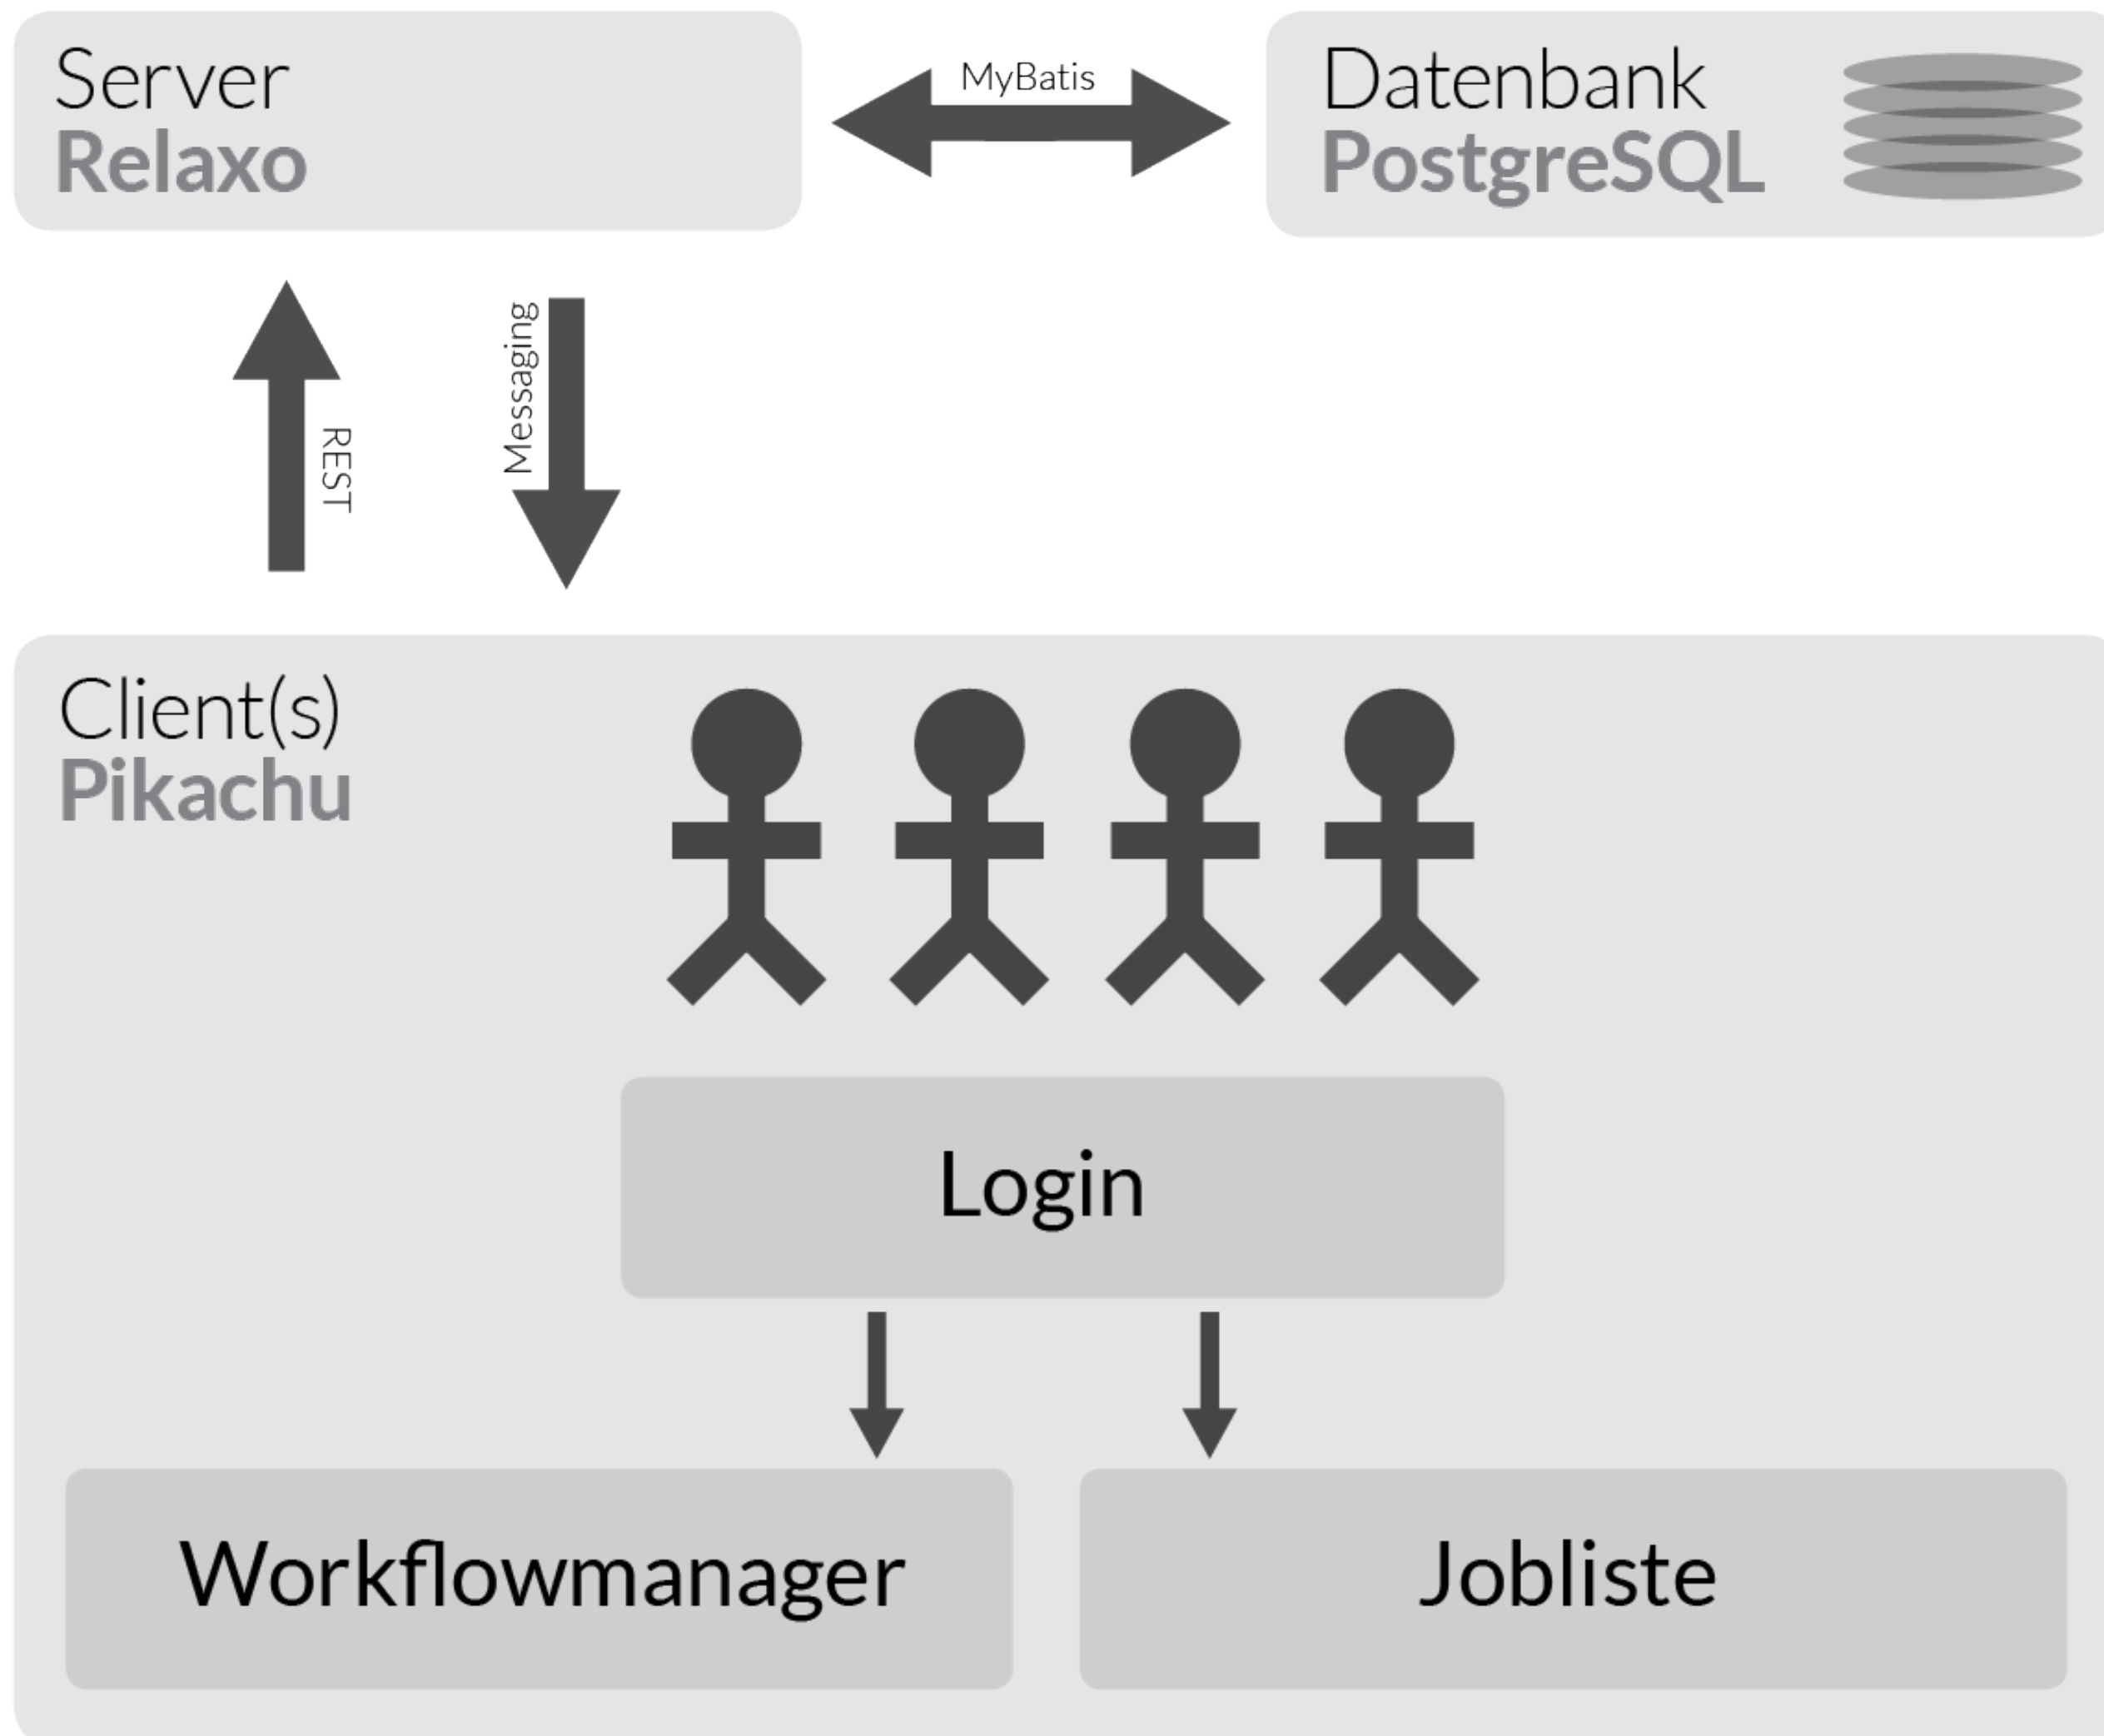 Server
Relaxo
MyBatis
Datenbank
PostgreSQL
REST
Messaging
Client(s)
Pikachu
Login
Workflowmanager
Jobliste